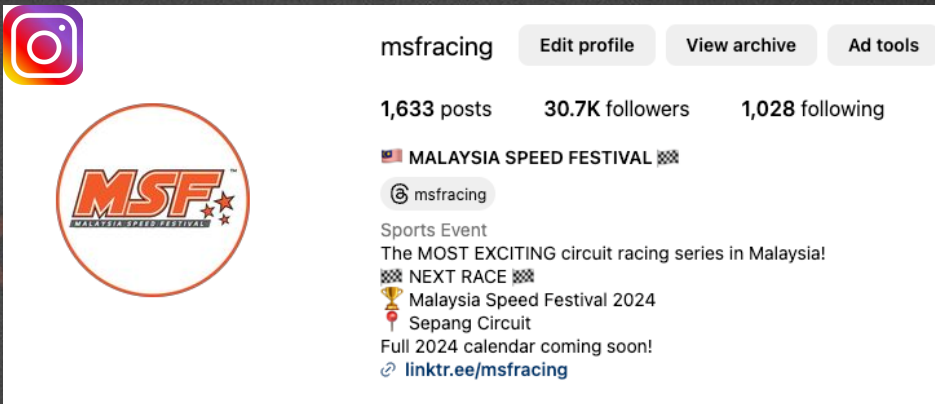 msfracing Edit profile View archive Ad tools
1,633 posts 30.7K followers 1,028 following
MSF™
MALAYSIA SPEED FESTIVAL
🇲🇾 MALAYSIA SPEED FESTIVAL 🏁
msfracing
Sports Event
The MOST EXCITING circuit racing series in Malaysia!
🏁 NEXT RACE 🏁
🏆 Malaysia Speed Festival 2024
📍 Sepang Circuit
Full 2024 calendar coming soon!
linktr.ee/msfracing